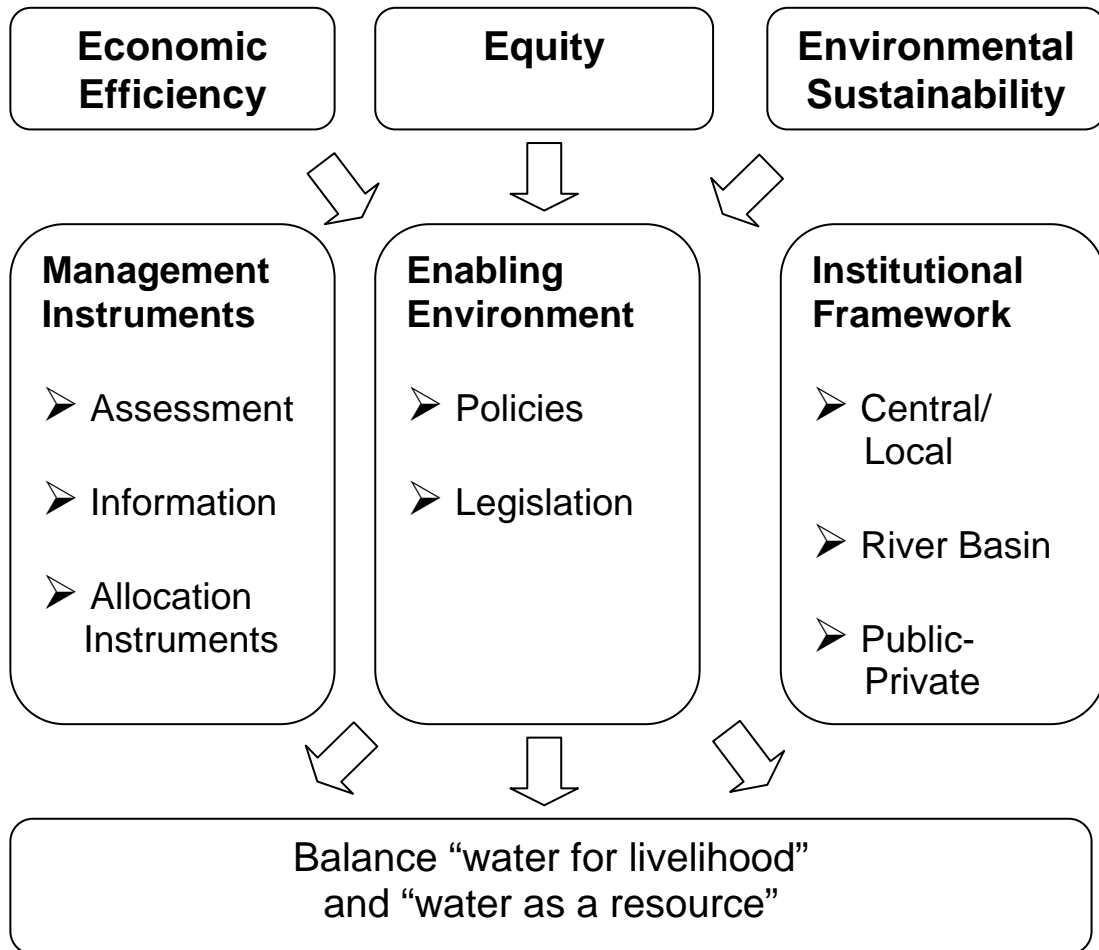 Economic
Efficiency
Equity
Environmental
Sustainability
Management
Instruments
Assessment
Information
Allocation
Instruments
Enabling
Environment
Policies
Legislation
Institutional
Framework
Central/
Local
River Basin
Public-
Private
Balance “water for livelihood”
and “water as a resource”